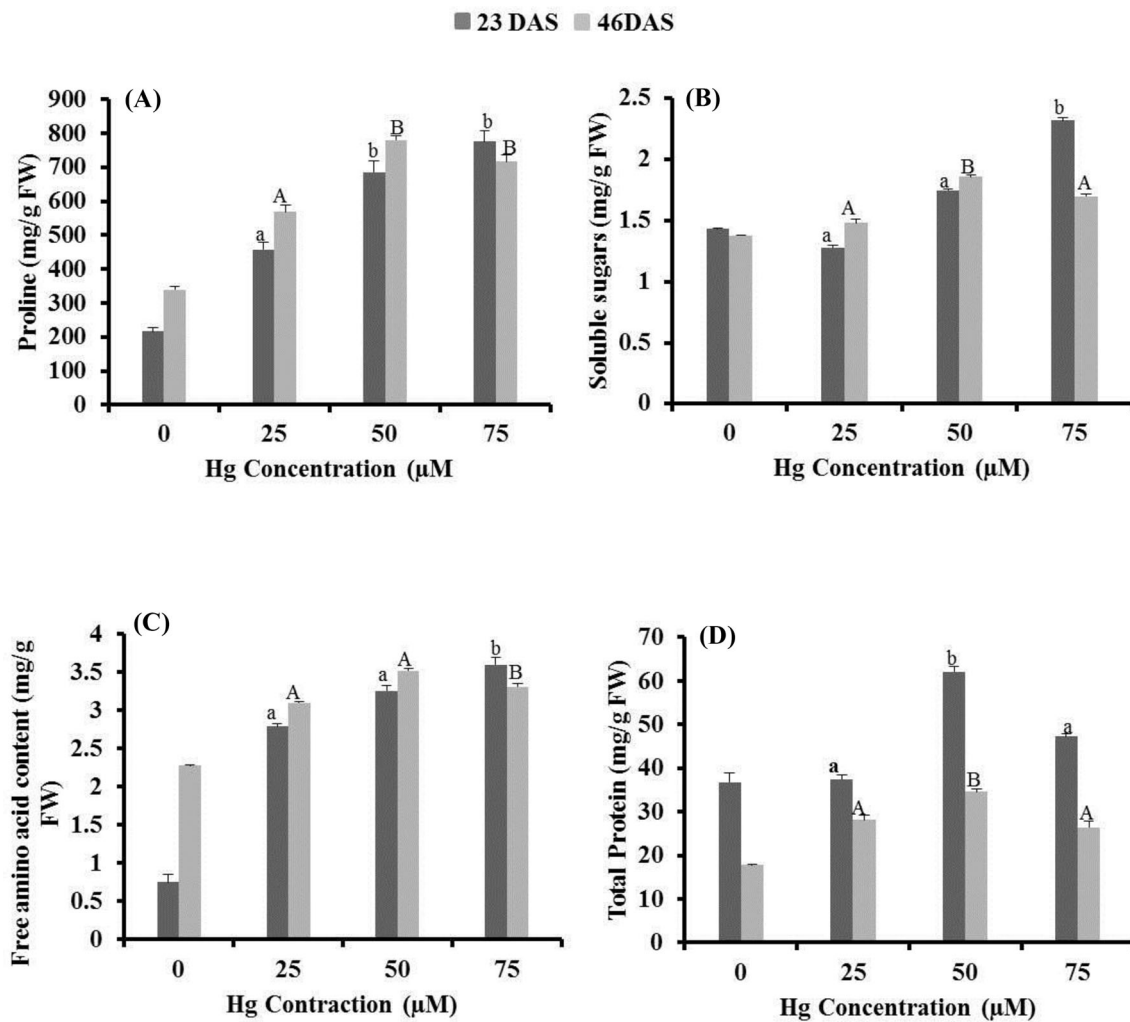 23 DAS 46DAS
(A)
Proline (mg/g FW)
900
800
700
600
500
400
300
200
100
0
a
A
b
B
b
B
0 25 50 75
Hg Concentration (µM
(B)
Soluble sugars (mg/g FW)
2.5
2
1.5
1
0.5
0
a
A
a
B
b
A
0 25 50 75
Hg Concentration (µM)
(C)
Free amino acid content (mg/g
FW)
4
3.5
3
2.5
2
1
0.5
0
a
A
a
A
b
B
0 25 50 75
Hg Contraction (µM)
(D)
Total Protein (mg/g FW)
70
60
50
40
30
20
10
0
a
A
b
B
a
A
0 25 50 75
Hg Concentration (µM)